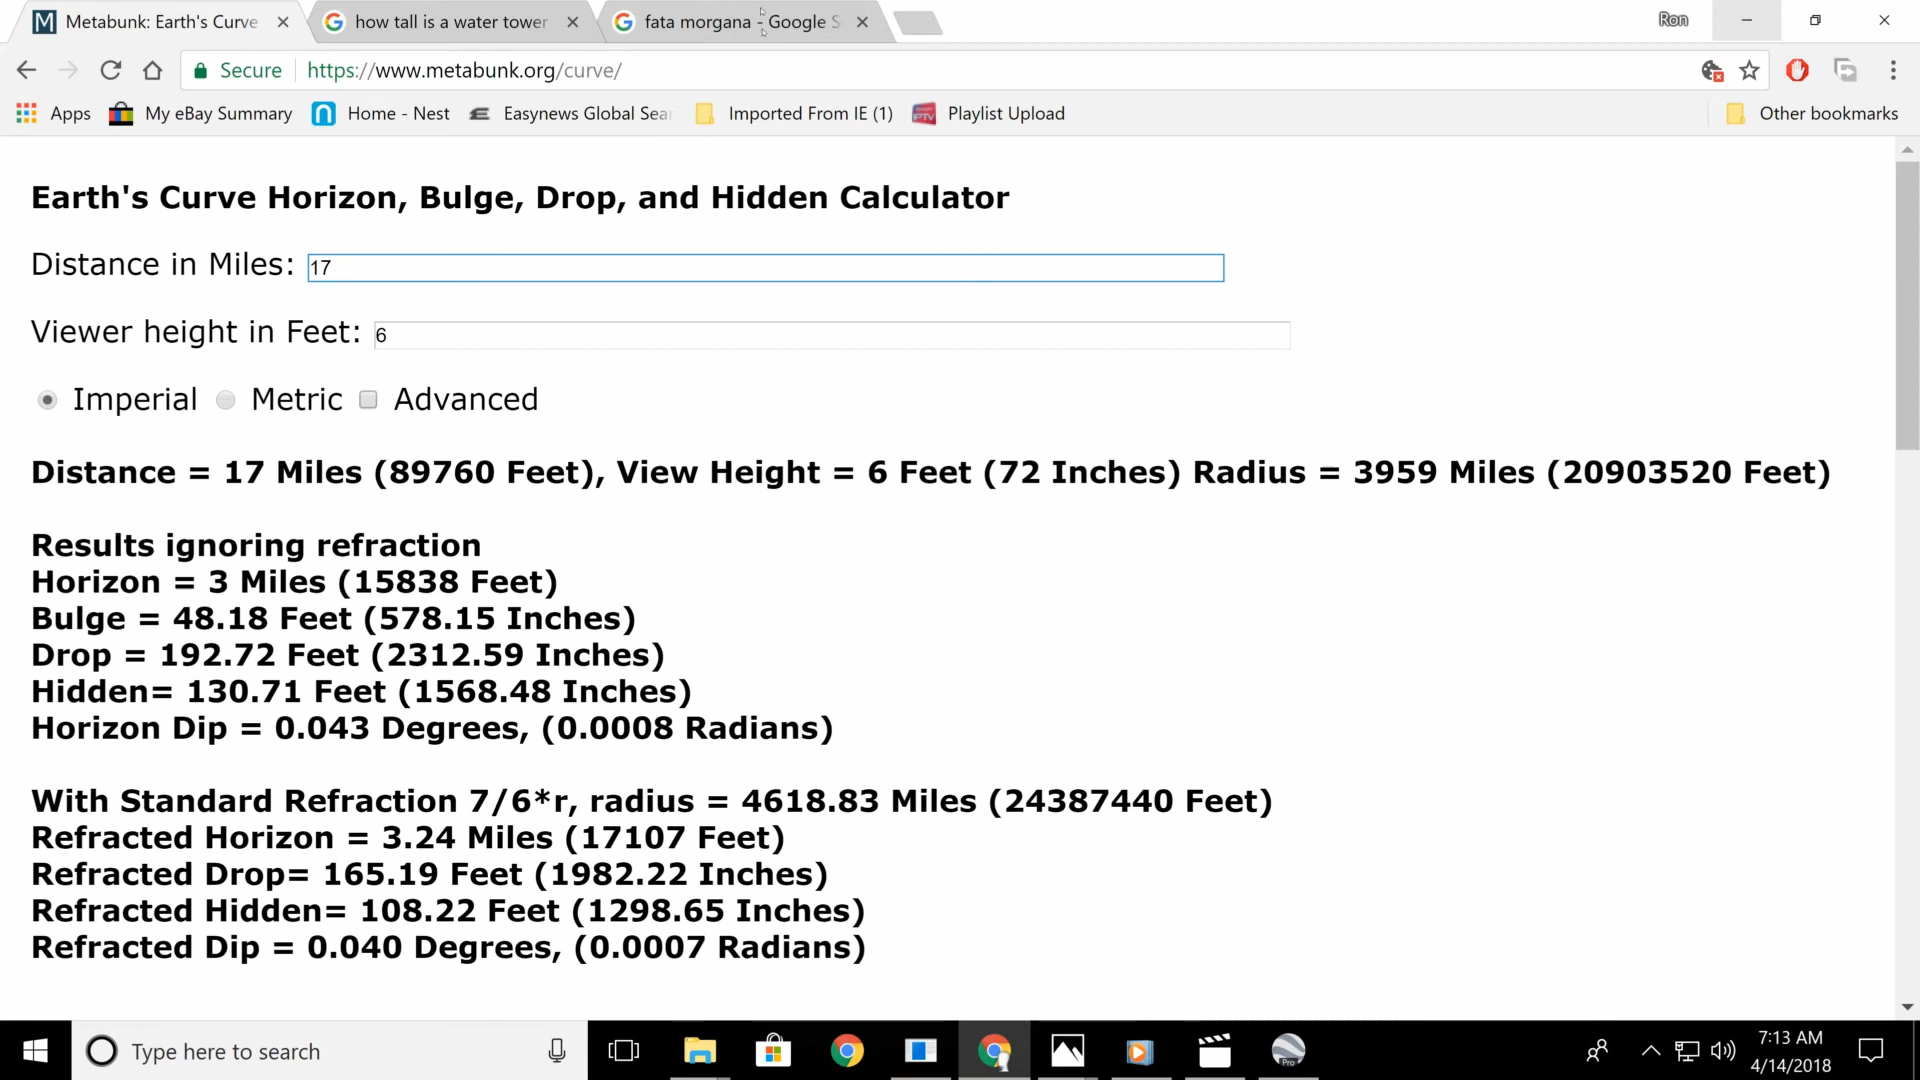 Metabunk: Earth's Curve
how tall is a water tower
fata morgana - Google S
Ron
Secure
https://www.metabunk.org/curve/
Apps
My eBay Summary
Home - Nest
Easynews Global Sear
Imported From IE (1)
Playlist Upload
Other bookmarks
Earth's Curve Horizon, Bulge, Drop, and Hidden Calculator
Distance in Miles: 17
Viewer height in Feet: 6
Imperial Metric Advanced
Distance = 17 Miles (89760 Feet), View Height = 6 Feet (72 Inches) Radius = 3959 Miles (20903520 Feet)
Results ignoring refraction
Horizon = 3 Miles (15838 Feet)
Bulge = 48.18 Feet (578.15 Inches)
Drop = 192.72 Feet (2312.59 Inches)
Hidden= 130.71 Feet (1568.48 Inches)
Horizon Dip = 0.043 Degrees, (0.0008 Radians)
With Standard Refraction 7/6*r, radius = 4618.83 Miles (24387440 Feet)
Refracted Horizon = 3.24 Miles (17107 Feet)
Refracted Drop= 165.19 Feet (1982.22 Inches)
Refracted Hidden= 108.22 Feet (1298.65 Inches)
Refracted Dip = 0.040 Degrees, (0.0007 Radians)
Type here to search
Pro
7:13 AM
4/14/2018